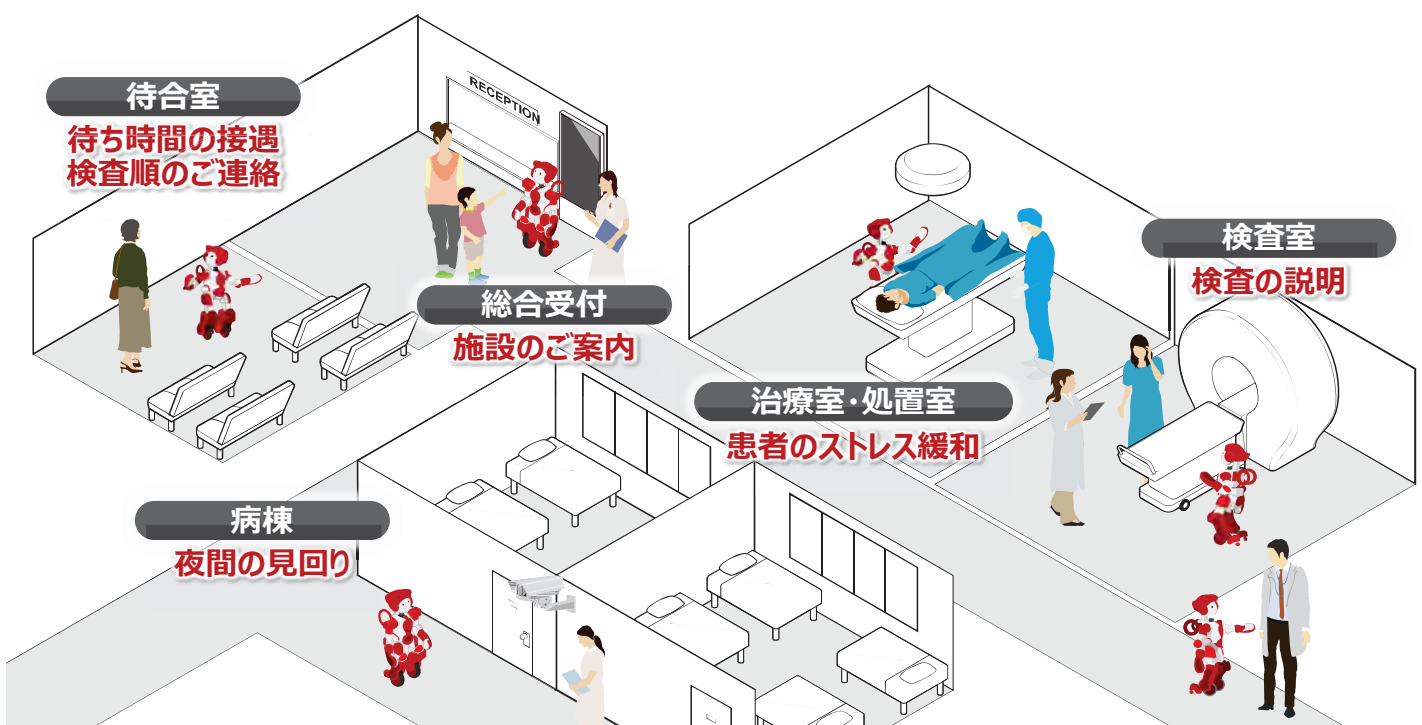 待合室
待ち時間の接遇
検査順のご連絡
RECEPTION
総合受付
施設のご案内
検査室
検査の説明
治療室・処置室
患者のストレス緩和
病棟
夜間の見回り